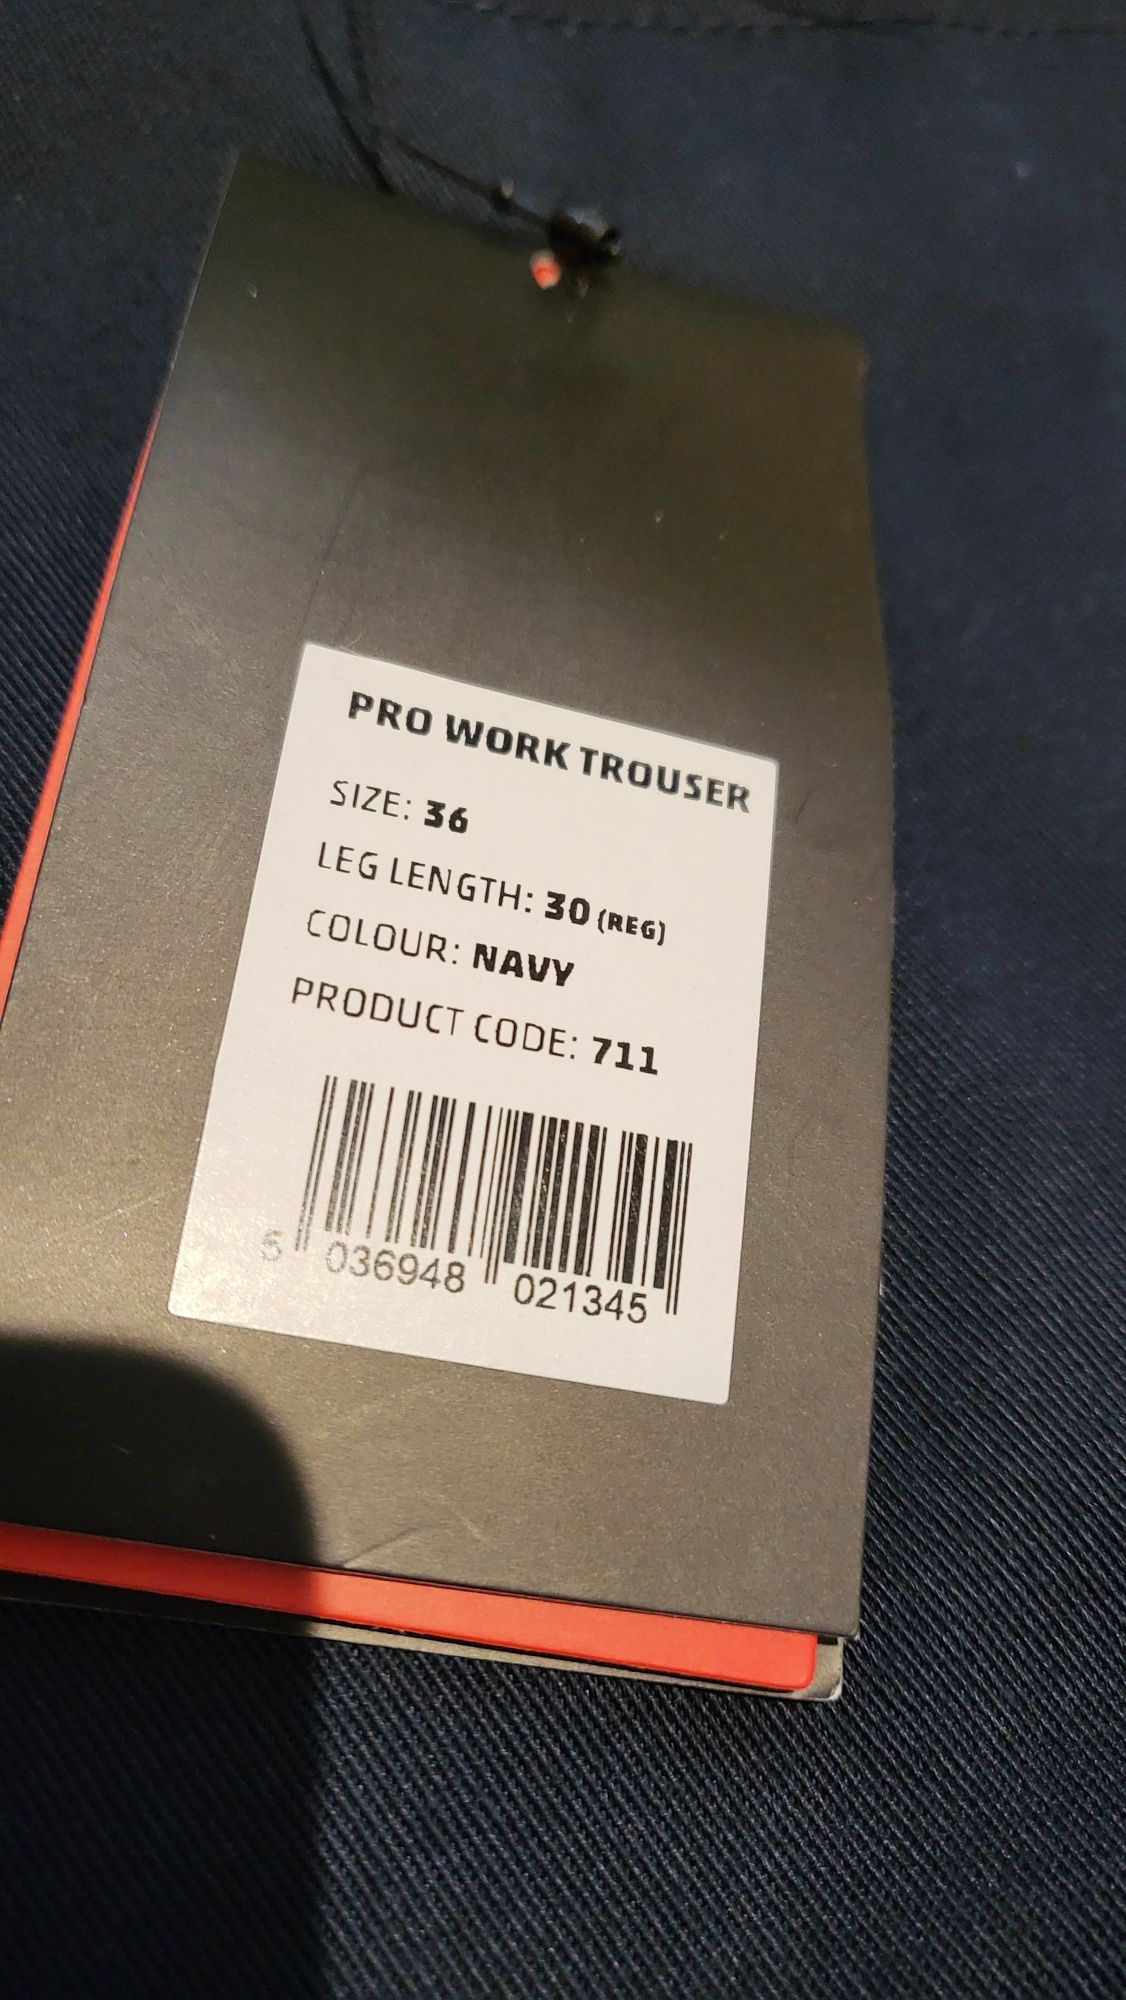 PRO WORK TROUSER
SIZE: 36
LEG LENGTH: 30 (REG)
COLOUR: NAVY
PRODUCT CODE: 711
5 036948 021345